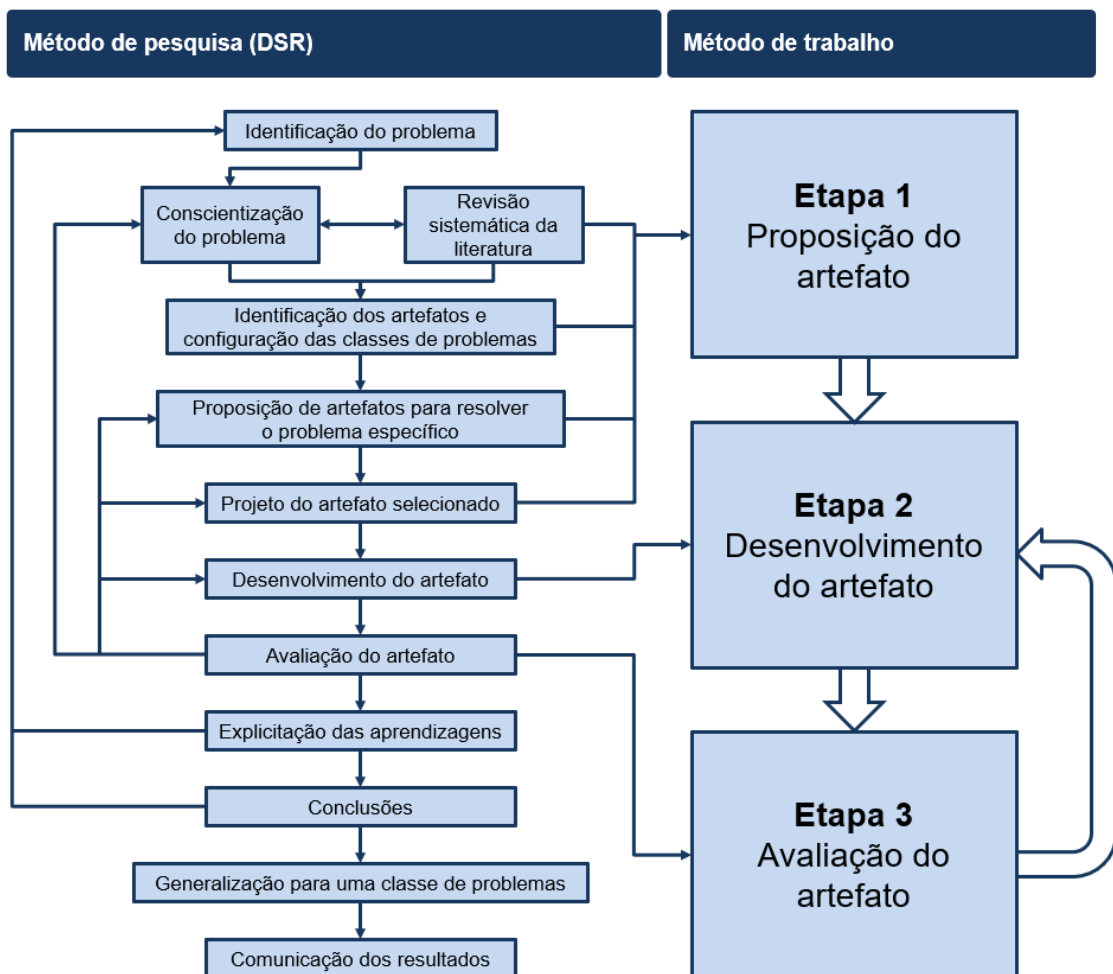 Método de pesquisa (DSR)
Método de trabalho
Identificação do problema
Conscientização
do problema
Revisão
sistemática da
literatura
Identificação dos artefatos e
configuração das classes de problemas
Proposição de artefatos para resolver
o problema específico
Projeto do artefato selecionado
Desenvolvimento do artefato
Avaliação do artefato
Explicitação das aprendizagens
Conclusões
Generalização para uma classe de problemas
Comunicação dos resultados
Etapa 1
Proposição do
artefato
Etapa 2
Desenvolvimento
do artefato
Etapa 3
Avaliação do
artefato